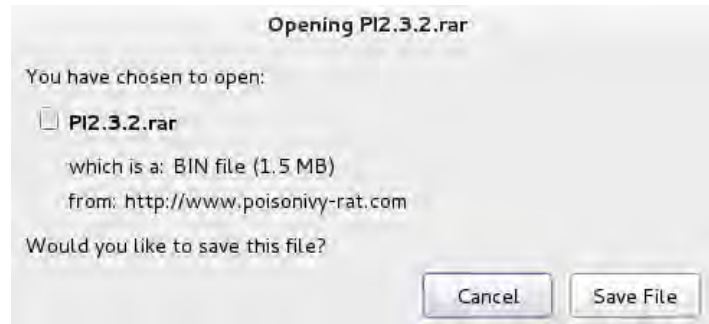 Opening PI2.3.2.rar
You have chosen to open:
PI2.3.2.rar
which is a: BIN file (1.5 MB)
from: http://www.poisonivy-rat.com
Would you like to save this file?
Cancel Save File